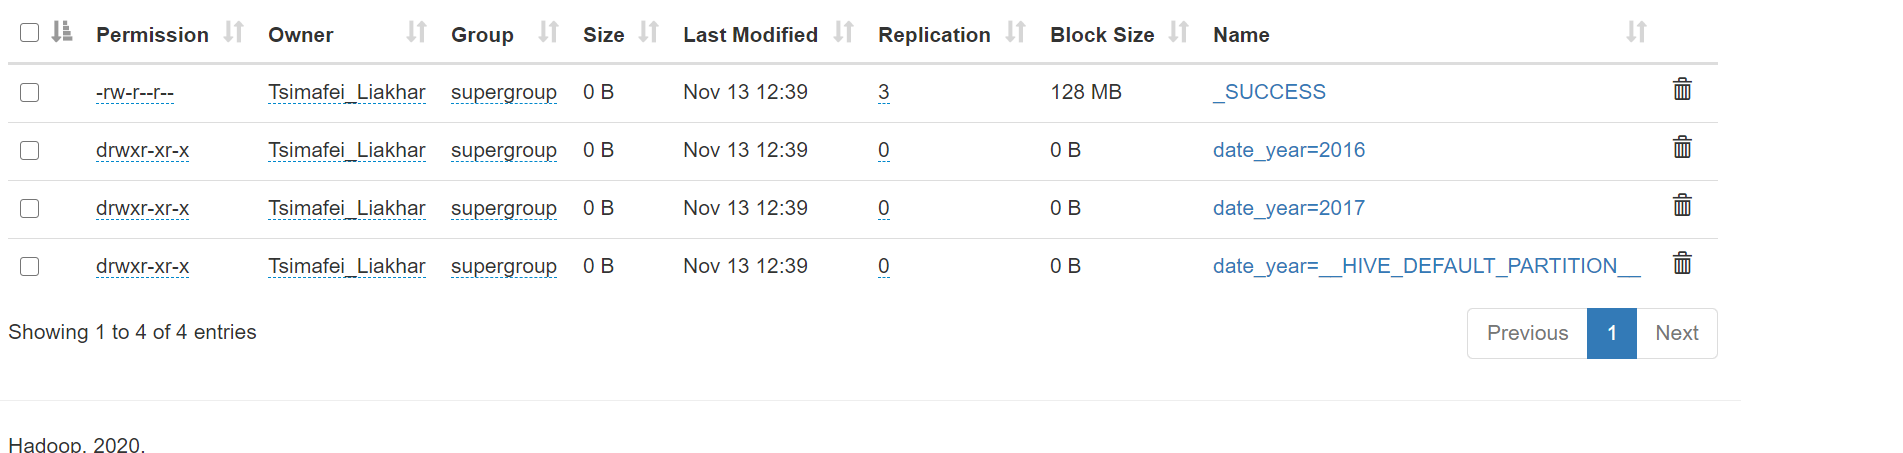 Permission Owner Group Size Last Modified Replication Block Size Name
-rw-r--r-- Tsimafei_Liakhar supergroup 0 B Nov 13 12:39 3 128 MB _SUCCESS
drwxr-xr-x Tsimafei_Liakhar supergroup 0 B Nov 13 12:39 0 0 B date_year=2016
drwxr-xr-x Tsimafei_Liakhar supergroup 0 B Nov 13 12:39 0 0 B date_year=2017
drwxr-xr-x Tsimafei_Liakhar supergroup 0 B Nov 13 12:39 0 0 B date_year=__HIVE_DEFAULT_PARTITION__
Showing 1 to 4 of 4 entries Previous 1 Next
Hadoop, 2020.